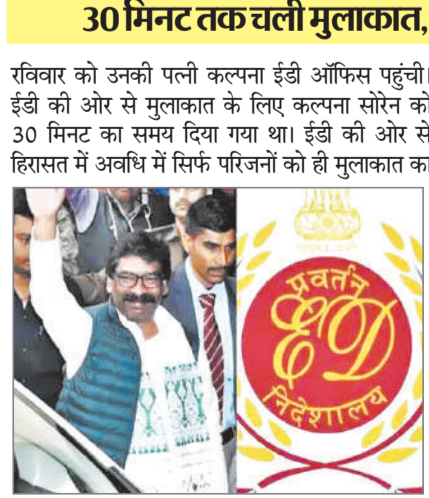 30 मिनट तक चली मुलाकात,
रविवार को उनकी पत्नी कल्पना ईडी ऑफिस पहुंची।
ईडी की ओर से मुलाकात के लिए कल्पना सोरेन को
30 मिनट का समय दिया गया था। ईडी की ओर से
हिरासत में अवधि में सिर्फ परिजनों को ही मुलाकात का
प्रवर्तन
ED
निदेशालय